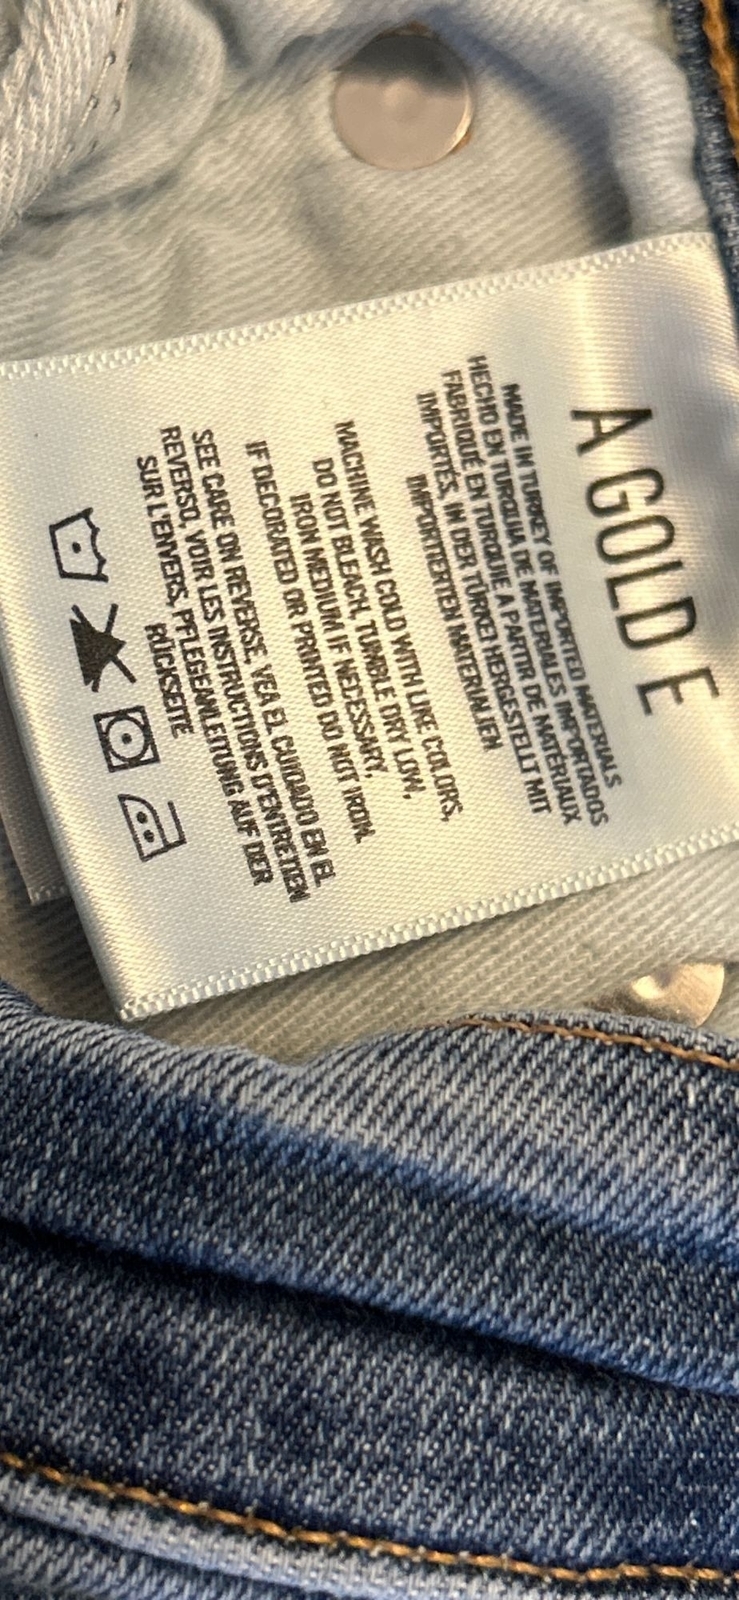 A GOLD E
MADE IN TURKEY OF IMPORTED MATERIALS
HECHO EN TURQUIA DE MATERIALES IMPORTADOS
FABRIQUÉ EN TURQUIE A PARTIR DE MATÉRIAUX
IMPORTÉS, IN DER TÜRKEI HERGESTELLT MIT
IMPORTIERTEN MATERIALIEN
MACHINE WASH COLD WITH LIKE COLORS,
DO NOT BLEACH, TUMBLE DRY LOW,
IRON MEDIUM IF NECESSARY,
IF DECORATED OR PRINTED DO NOT IRON.
SEE CARE ON REVERSE, VEA EL CUIDADO EN EL
REVERSO, VOIR LES INSTRUCTIONS D'ENTRETIEN
SUR L'ENVERS, PFLEGEANLEITUNG AUF DER
RÜCKSEITE